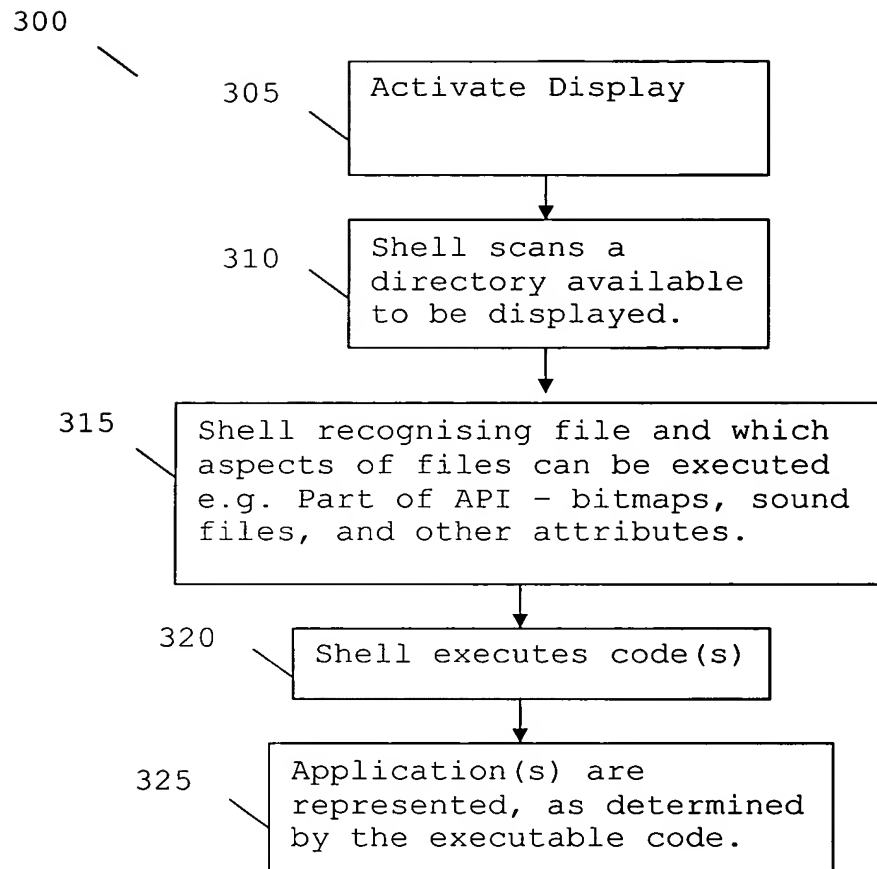 300
305
Activate Display
310
Shell scans a
directory available
to be displayed.
315
Shell recognising file and which
aspects of files can be executed
e.g. Part of API – bitmaps, sound
files, and other attributes.
320
Shell executes code(s)
325
Application(s) are
represented, as determined
by the executable code.